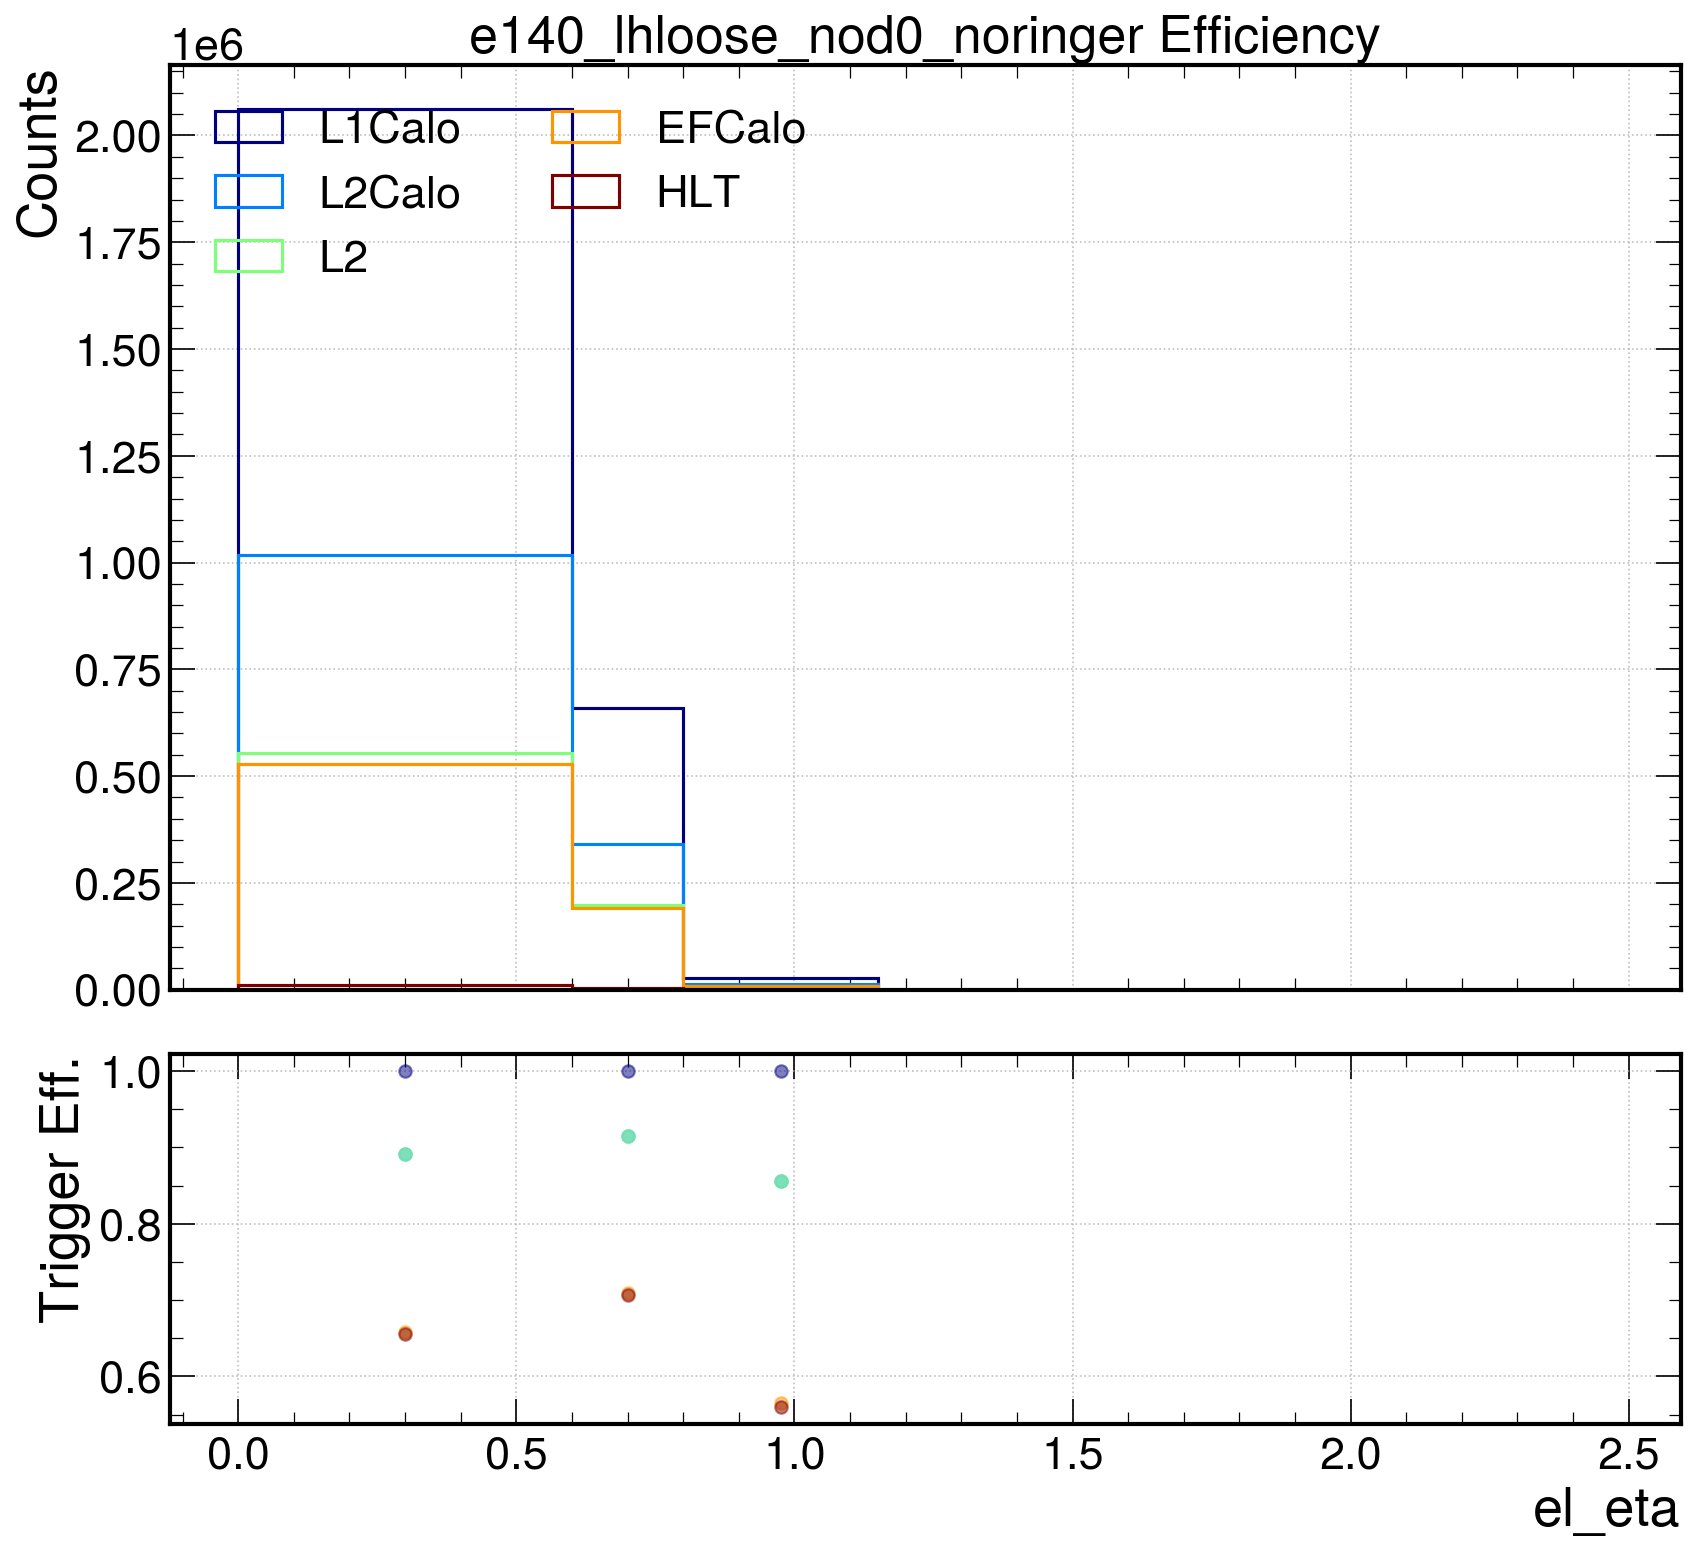 e140_lhloose_nod0_noringer Efficiency
1e6
Counts
2.00
1.75
1.50
1.25
1.00
0.75
0.50
0.25
0.00
L1Calo
L2Calo
L2
EFCalo
HLT
Trigger Eff.
1.0
0.8
0.6
0.0 0.5 1.0 1.5 2.0 2.5
el_eta